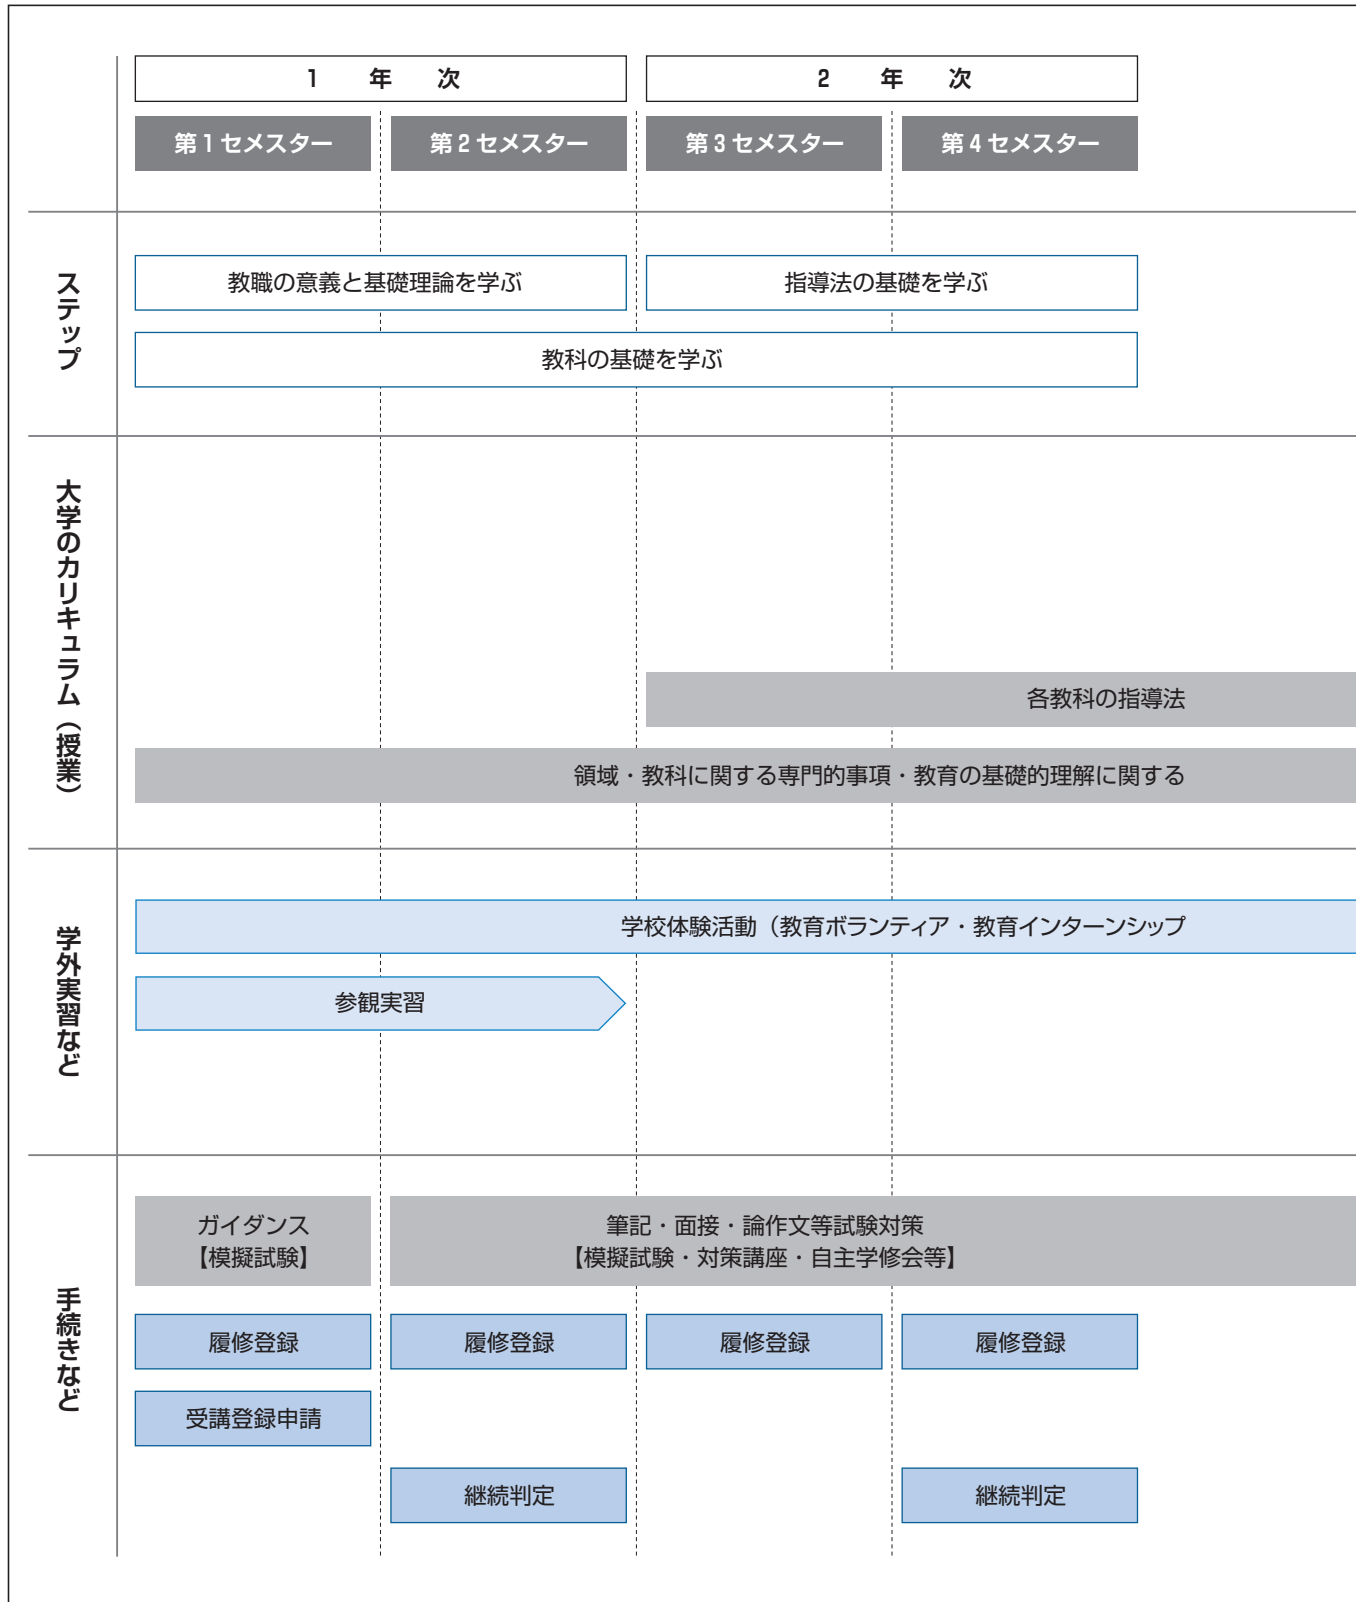 1 年 次
2 年 次
第1セメスター
第2セメスター
第3セメスター
第4セメスター
ステップ
教職の意義と基礎理論を学ぶ
指導法の基礎を学ぶ
教科の基礎を学ぶ
大学のカリキュラム（授業）
各教科の指導法
領域・教科に関する専門的事項・教育の基礎的理解に関する
学外実習など
学校体験活動（教育ボランティア・教育インターンシップ
参観実習
手続きなど
ガイダンス
【模擬試験】
筆記・面接・論作文等試験対策
【模擬試験・対策講座・自主学修会等】
履修登録
履修登録
履修登録
履修登録
受講登録申請
継続判定
継続判定